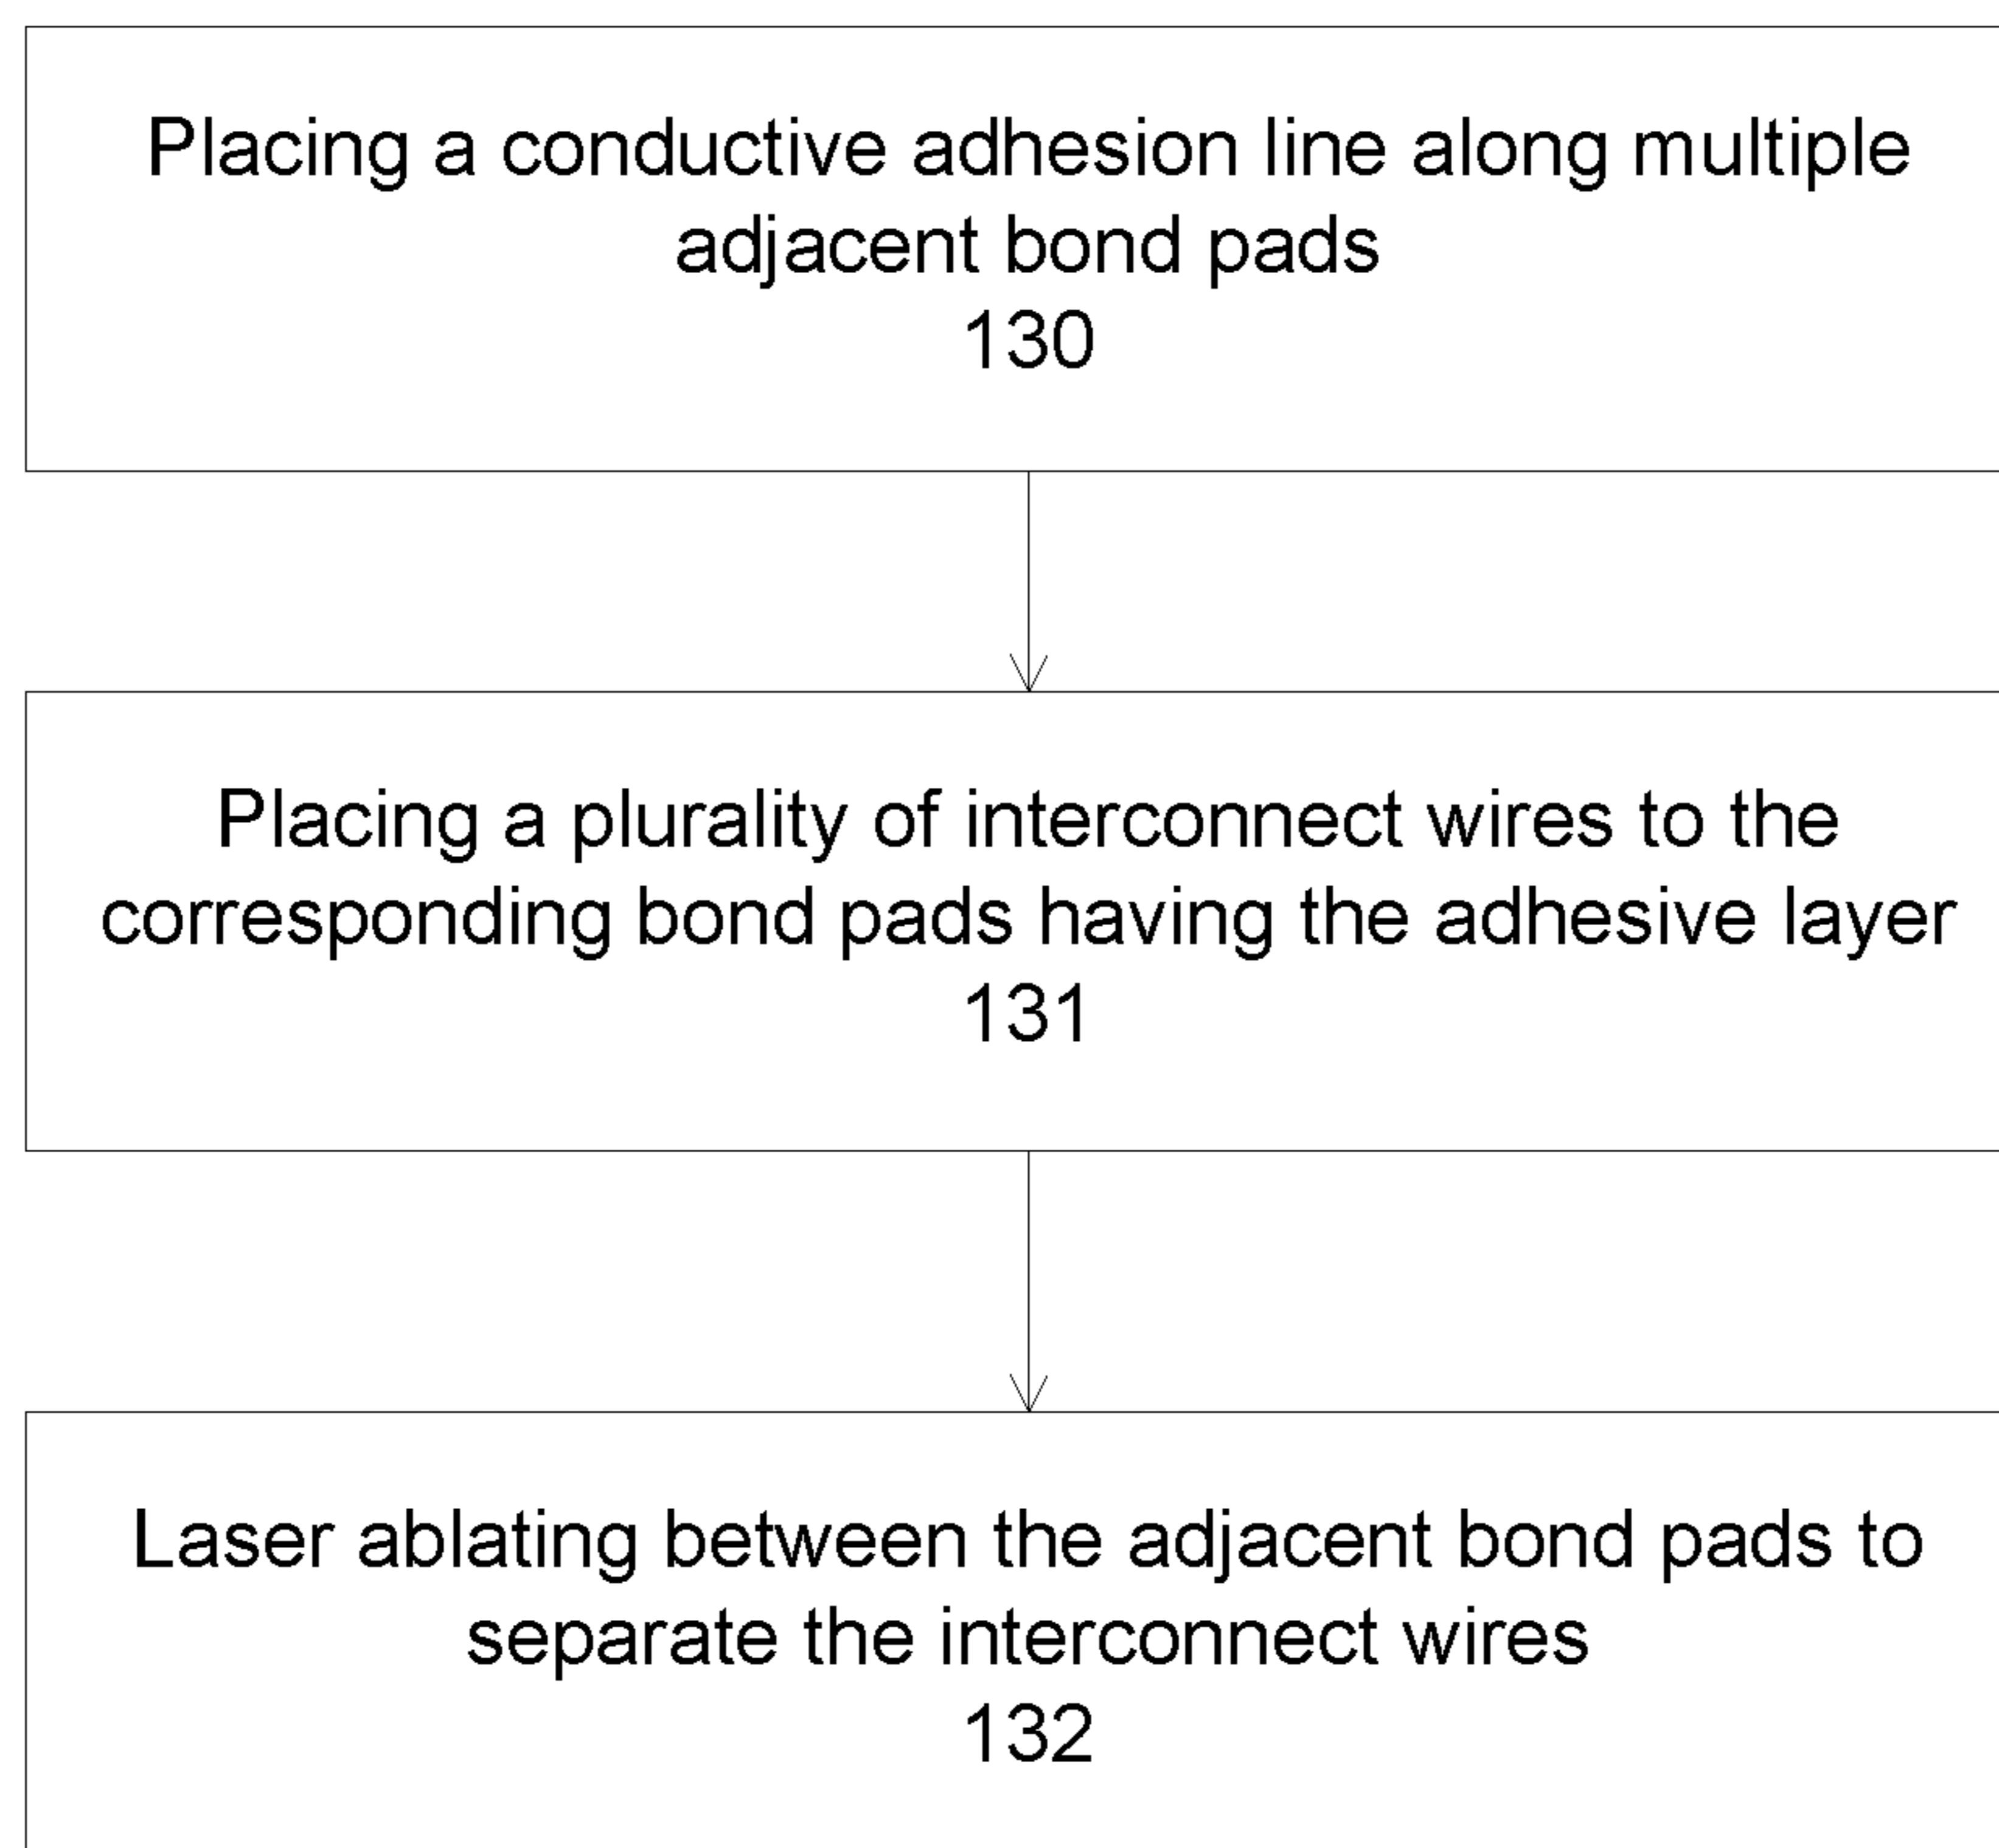 Placing a conductive adhesion line along multiple
adjacent bond pads
130
Placing a plurality of interconnect wires to the
corresponding bond pads having the adhesive layer
131
Laser ablating between the adjacent bond pads to
separate the interconnect wires
132